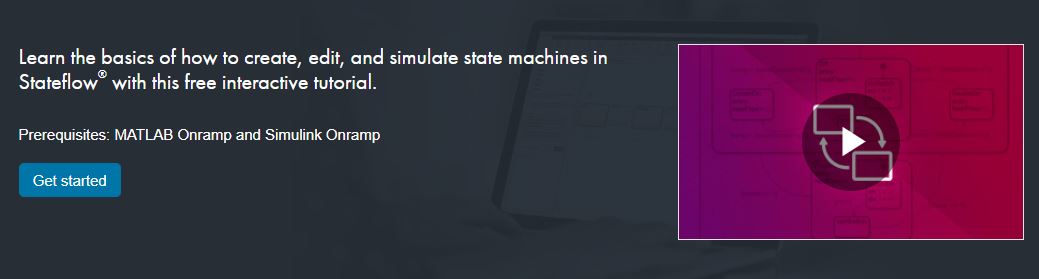 Learn the basics of how to create, edit, and simulate state machines in
Stateflow® with this free interactive tutorial.
Prerequisites: MATLAB Onramp and Simulink Onramp
Get started